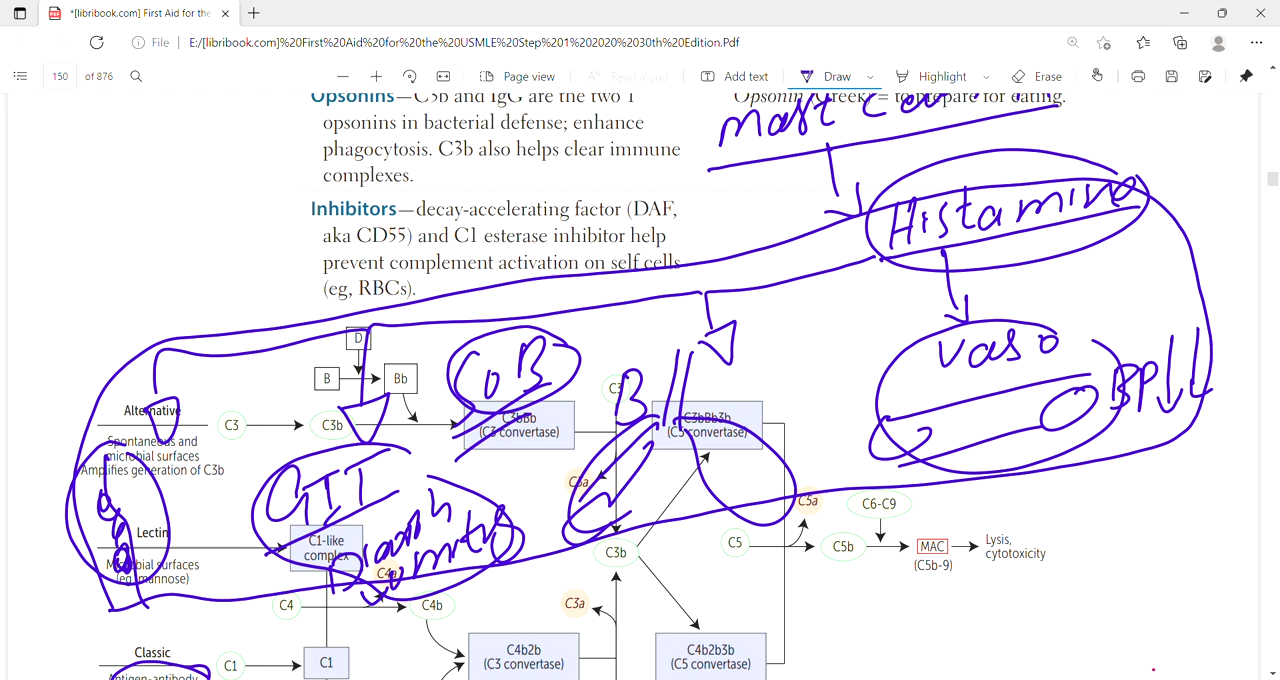 *[libribook.com] First Aid for the
File | E:/[libribook.com]%20First%20Aid%20for%20the%20USMLE%20Step%201%202020%2030th%20Edition.Pdf
150 of 876
Page view
Read aloud
Add text
Draw
Highlight
Erase
Opsonins—C3b and IgG are the two 1°
opsonins in bacterial defense; enhance
phagocytosis. C3b also helps clear immune
complexes.
Opsonin (Greek) = to prepare for eating.
mast
Histamine
Inhibitors—decay-accelerating factor (DAF,
aka CD55) and C1 esterase inhibitor help
prevent complement activation on self cells
(eg, RBCs).
Vaso
BP
D
B
Bb
SOB
Alternative
Spontaneous and
microbial surfaces
Amplifies generation of C3b
C3
C3b
C3bBb
(C3 convertase)
C3
C3bBb3b
(C5 convertase)
C3a
GIT
Lectin
Microbial surfaces
(eg, mannose)
C1-like
complex
C4a
C4
C4b
C3b
C3a
C5
C5a
C5b
C6-C9
MAC
(C5b-9)
Lysis,
cytotoxicity
Classic
Antigen-antibody
C1
C1
C4b2b
(C3 convertase)
C4b2b3b
(C5 convertase)